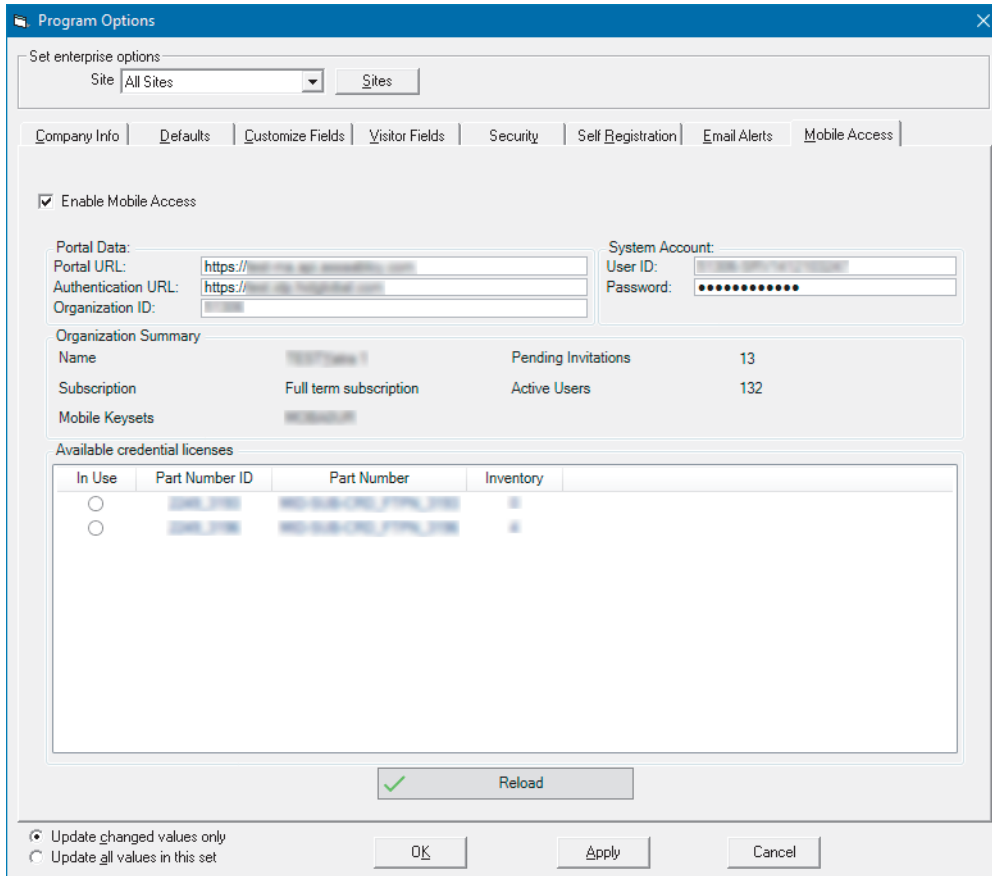 Program Options
Set enterprise options
Site All Sites Sites
Company Info Defaults Customize Fields Visitor Fields Security Self Registration Email Alerts Mobile Access
Enable Mobile Access
Portal Data: System Account:
Portal URL: https:// User ID:
Authentication URL: https:// Password: ●●●●●●●●●●●●
Organization ID:
Organization Summary
Name Pending Invitations 13
Subscription Full term subscription Active Users 132
Mobile Keysets
Available credential licenses
In Use Part Number ID Part Number Inventory
Reload
Update changed values only
Update all values in this set
OK Apply Cancel